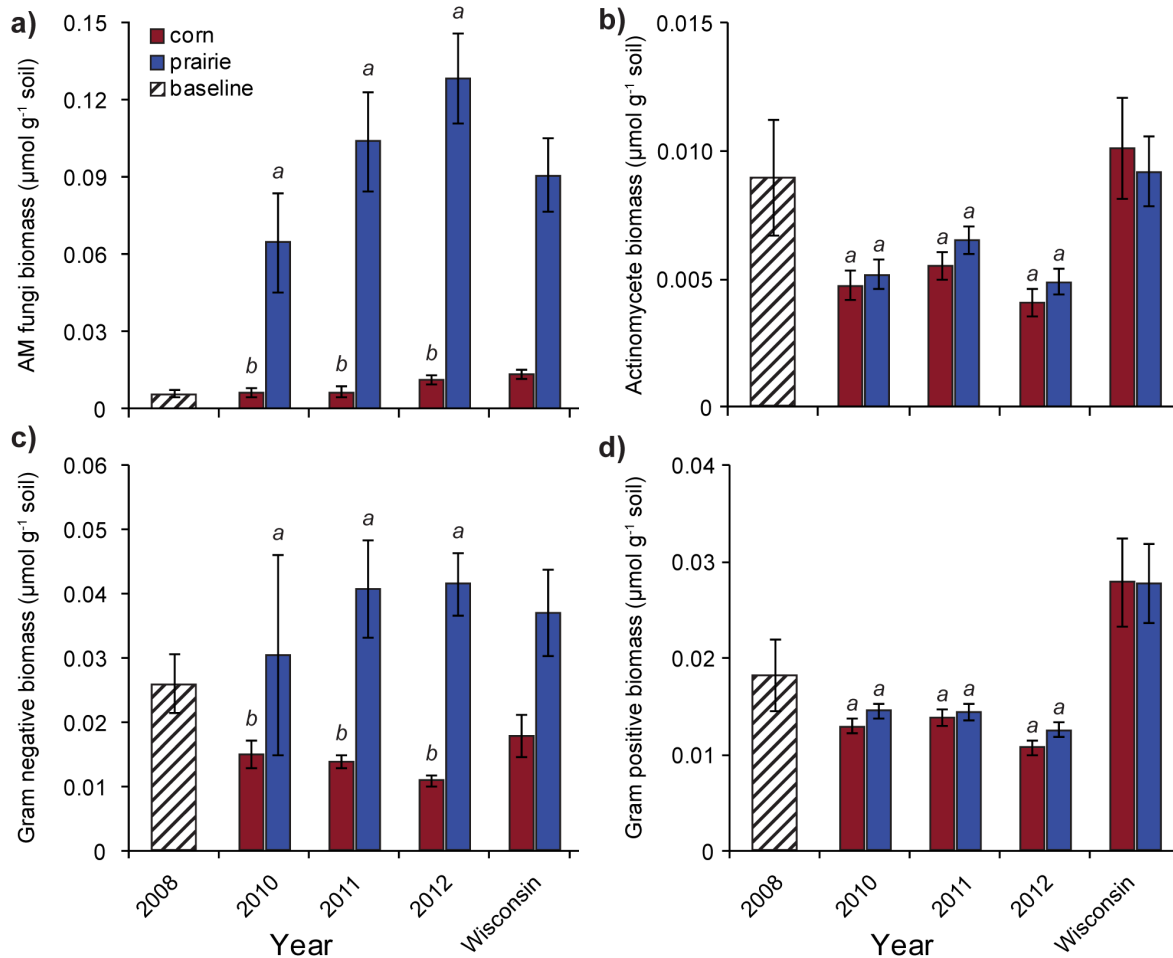 a)
corn
prairie
baseline
AM fungi biomass (µmol g⁻¹ soil)
0.15
0.12
0.09
0.06
0.03
0
b a
b a
b a
b)
Actinomycete biomass (µmol g⁻¹ soil)
0.015
0.010
0.005
0
a a
a a
a a
c)
Gram negative biomass (µmol g⁻¹ soil)
0.06
0.05
0.04
0.03
0.02
0.01
0
b a
b a
b a
2008 2010 2011 2012 Wisconsin
Year
d)
Gram positive biomass (µmol g⁻¹ soil)
0.04
0.03
0.02
0.01
0
a a
a a
a a
2008 2010 2011 2012 Wisconsin
Year